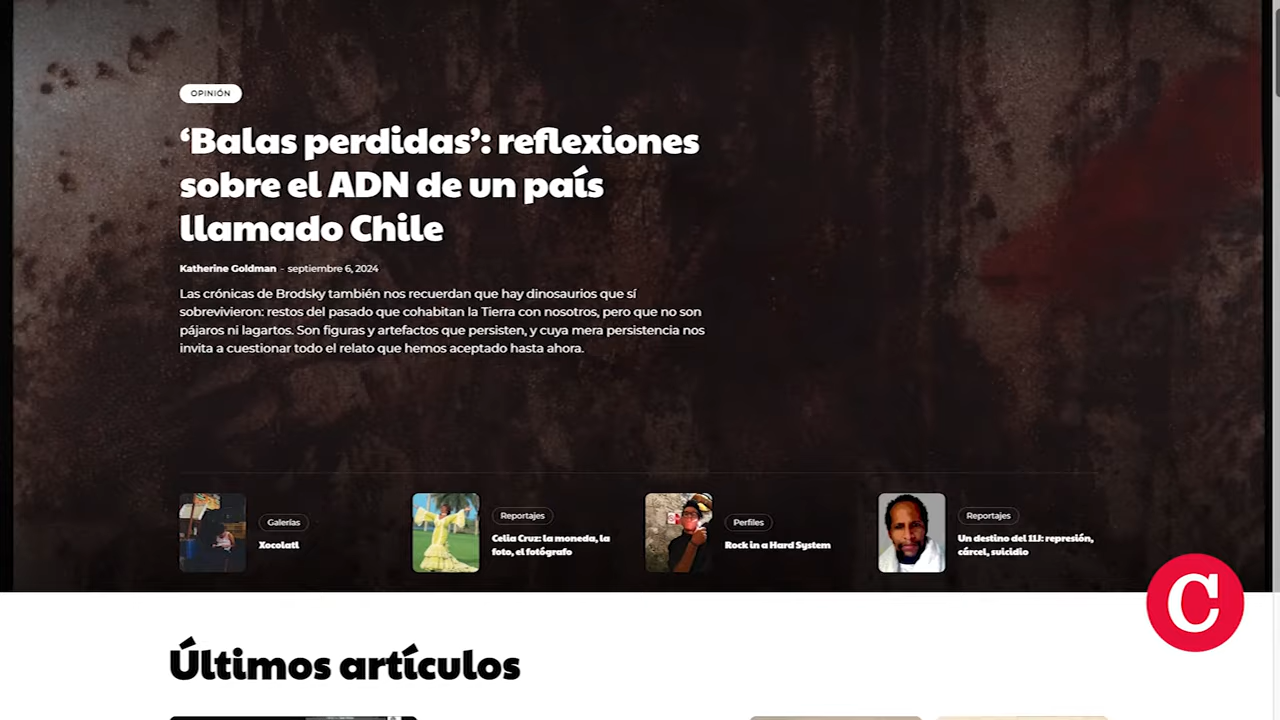 OPINIÓN
‘Balas perdidas’: reflexiones
sobre el ADN de un país
llamado Chile
Katherine Goldman - septiembre 6, 2024
Las crónicas de Brodsky también nos recuerdan que hay dinosaurios que sí
sobrevivieron: restos del pasado que cohabitan la Tierra con nosotros, pero que no son
pájaros ni lagartos. Son figuras y artefactos que persisten, y cuya mera persistencia nos
invita a cuestionar todo el relato que hemos aceptado hasta ahora.
Galerías
Xocolatl
Reportajes
Celia Cruz: la moneda, la
foto, el fotógrafo
Perfiles
Rock in a Hard System
Reportajes
Un destino del 11J: represión,
cárcel, suicidio
C
Últimos artículos